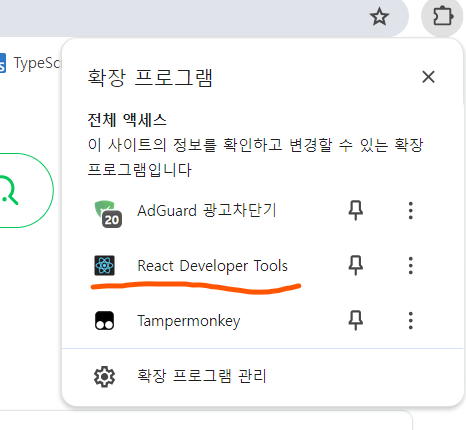 TypeSc
확장 프로그램
전체 액세스
이 사이트의 정보를 확인하고 변경할 수 있는 확장
프로그램입니다
AdGuard 광고차단기
20
React Developer Tools
Tampermonkey
확장 프로그램 관리